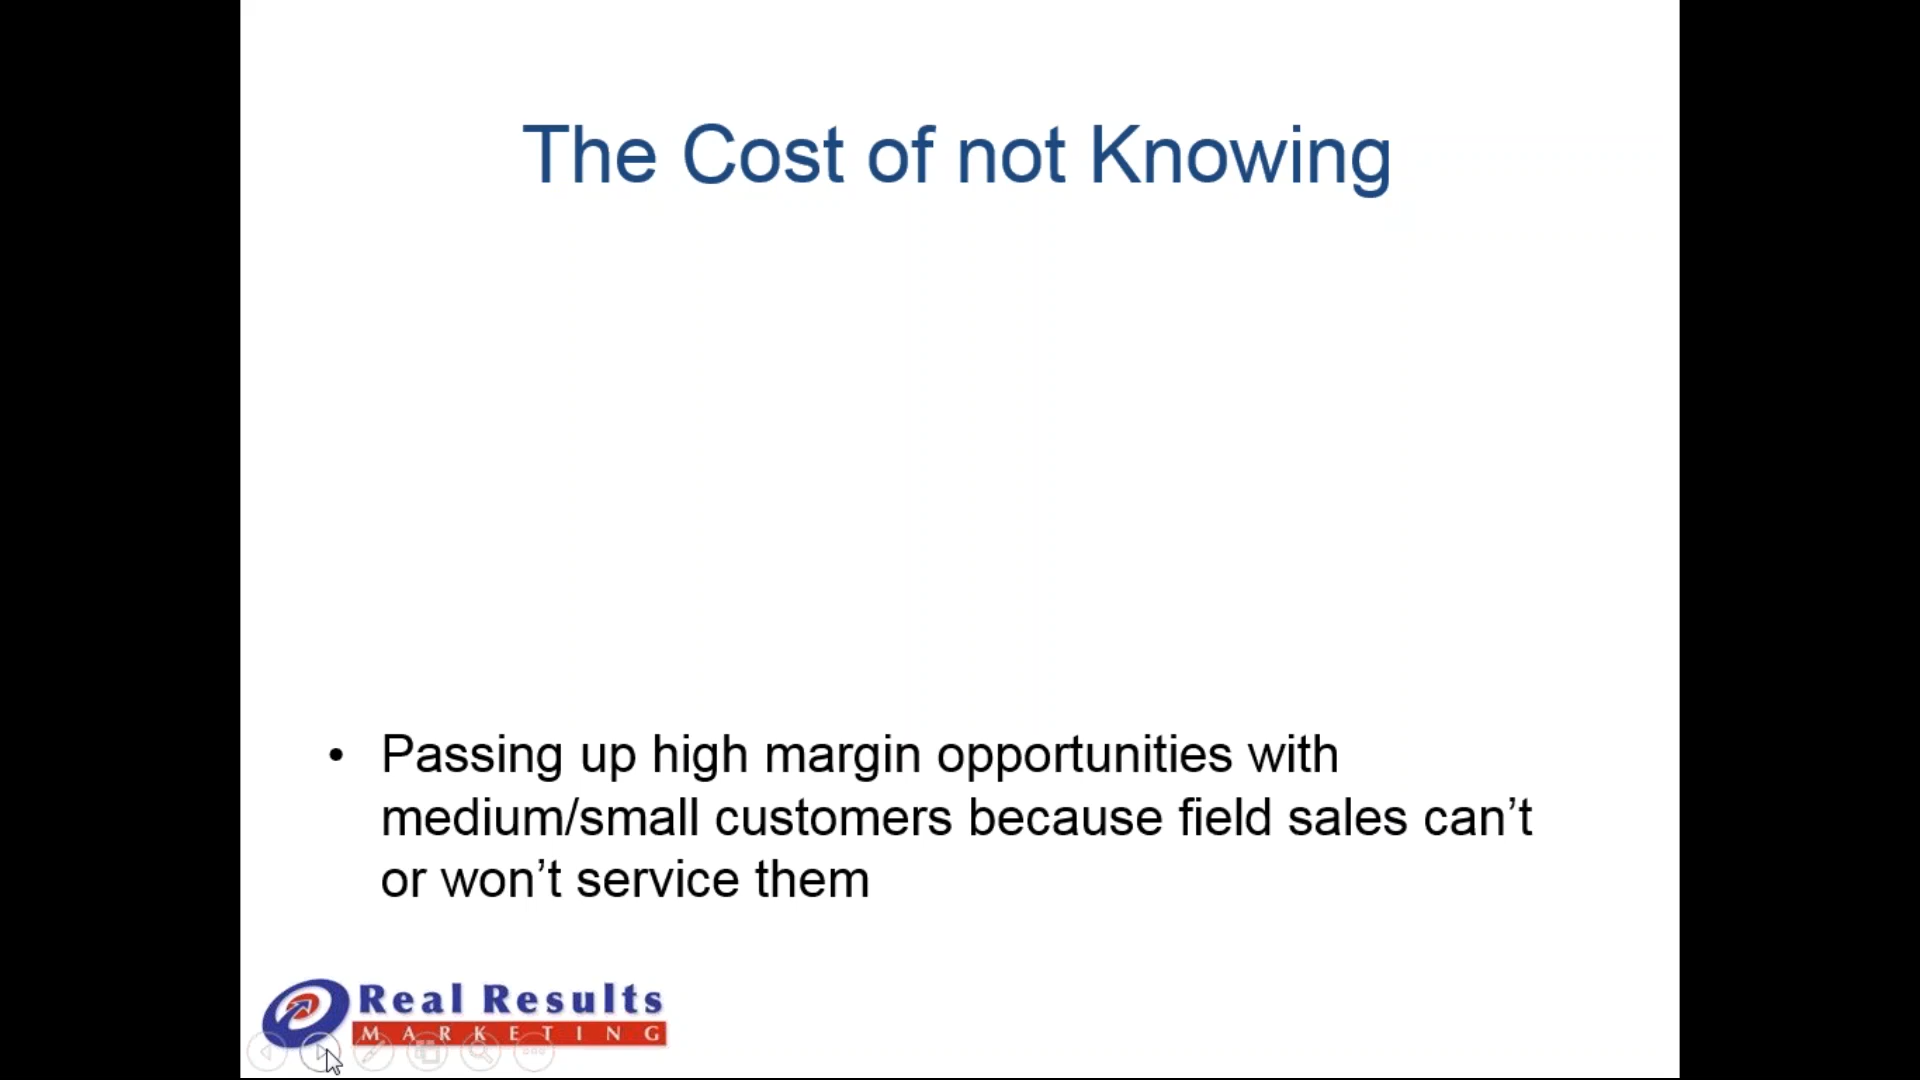 The Cost of not Knowing
• Passing up high margin opportunities with
medium/small customers because field sales can’t
or won’t service them
Real Results
MARKETING